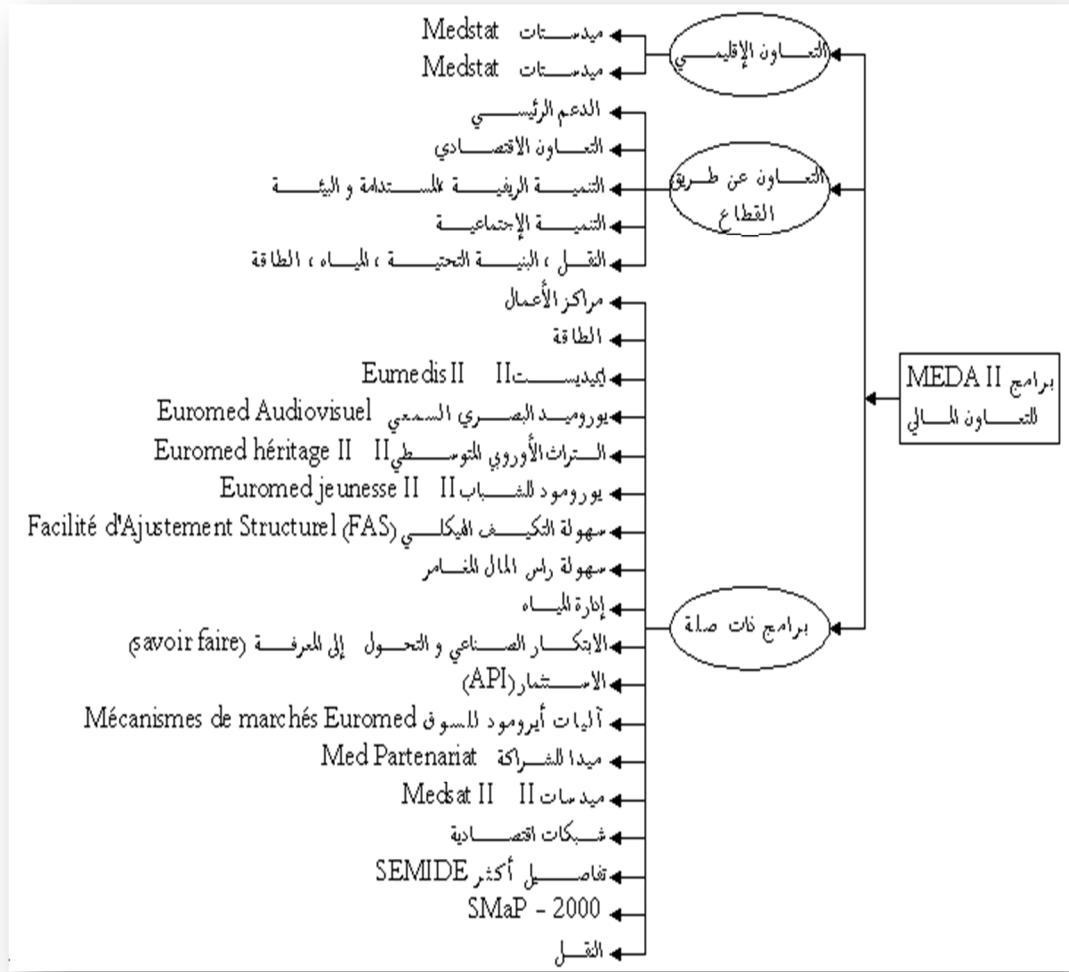 برامج MEDA II
للتعاون المالي
التعاون الإقليمي
ميدستات Medstat
ميدستات Medstat
التعاون عن طريق
القطاع
الدعم الرئيسي
التعاون الاقتصادي
التنمية الريفية المستدامة و البيئة
التنمية الإجتماعية
النقل ، البنية التحتية ، المياه ، الطاقة
برامج ذات صلة
مراكز الأعمال
الطاقة
Eumedis II II
يوروميد البصري السمعي Euromed Audiovisuel
التراث الأوروبي المتوسطي II Euromed héritage II
يورومود للشباب II Euromed jeunesse II
سهولة التكيف الهيكلي Facilité d'Ajustement Structurel (FAS)
سهولة راس المال المغامر
إدارة المياه
الابتكار الصناعي و التحول إلى المعرفة (savoir faire)
الاستثمار (API)
آليات أيرومود للسوق Mécanismes de marchés Euromed
ميدا للشراكة Med Partenariat
ميدسات II Medsat II
شبكات اقتصادية
تفاصيل أكثر SEMIDE
SMaP - 2000
النقل